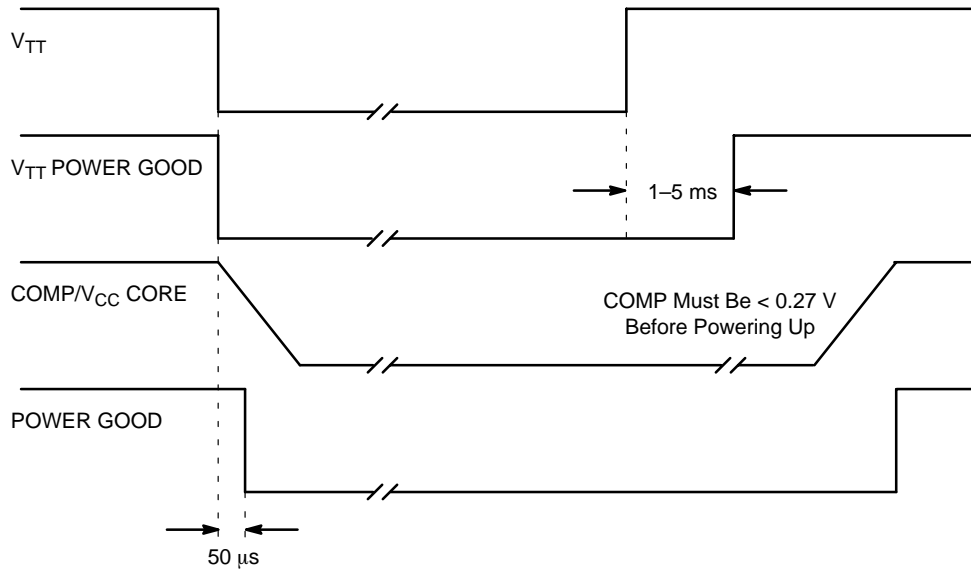 VTT
VTT POWER GOOD
1–5 ms
COMP/VCC CORE
COMP Must Be < 0.27 V
Before Powering Up
POWER GOOD
50 μs